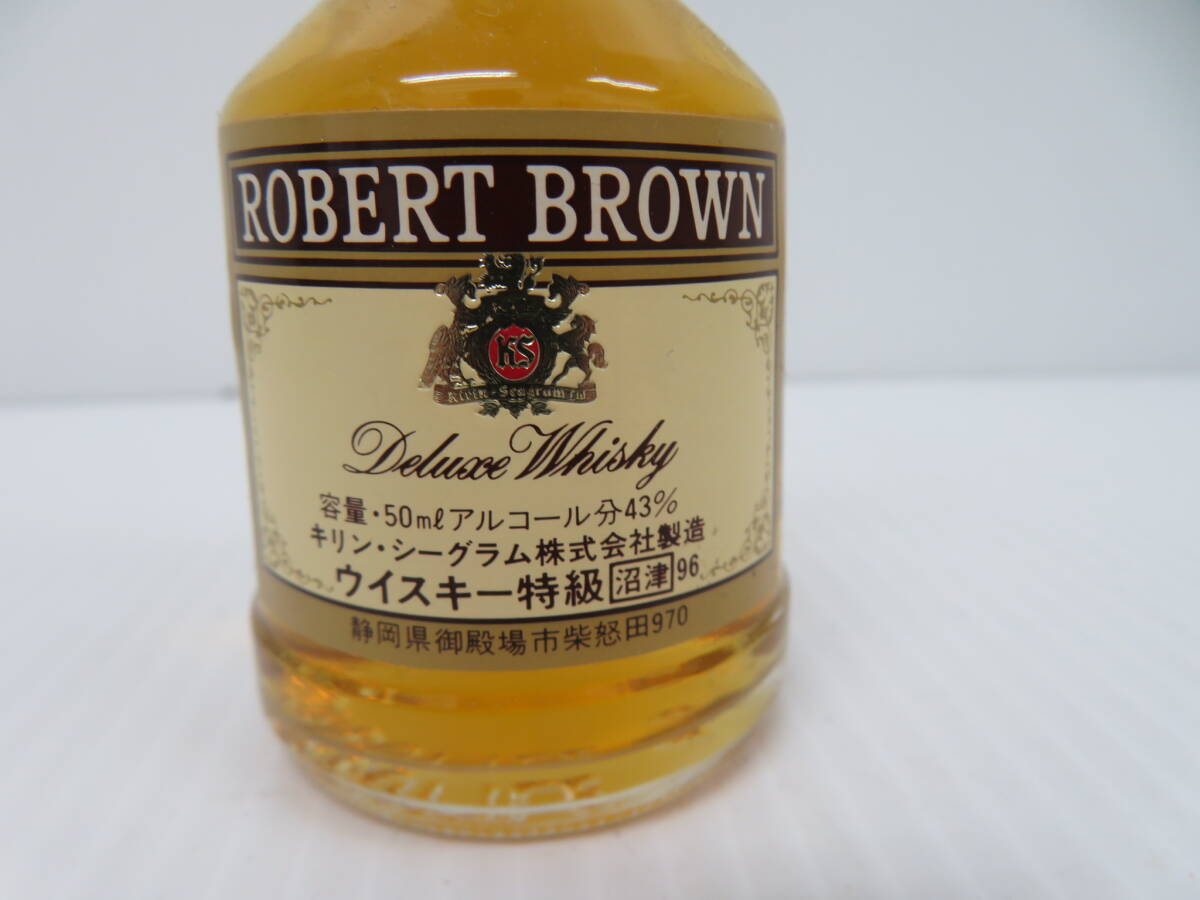 ROBERT BROWN
KS
Kirin-Seagram Ltd
Deluxe Whisky
容量・50mlアルコール分43%
キリン・シーグラム株式会社製造
ウイスキー特級 沼津 96
静岡県御殿場市柴怒田970